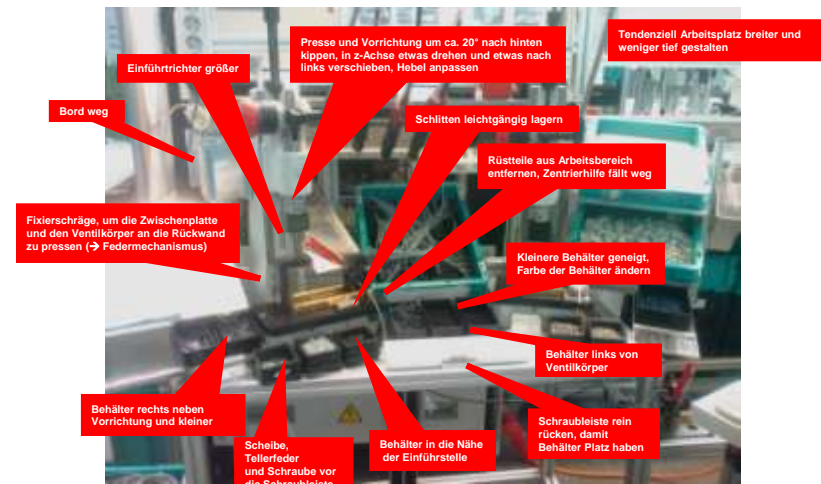 Tendenziell Arbeitsplatz breiter und
weniger tief gestalten
Presse und Vorrichtung um ca. 20° nach hinten
kippen, in z-Achse etwas drehen und etwas nach
links verschieben, Hebel anpassen
Einführtrichter größer
Bord weg
Schlitten leichtgängig lagern
Rüstteile aus Arbeitsbereich
entfernen, Zentrierhilfe fällt weg
Fixierschräge, um die Zwischenplatte
und den Ventilkörper an die Rückwand
zu pressen (→ Federmechanismus)
Kleinere Behälter geneigt,
Farbe der Behälter ändern
Behälter links von
Ventilkörper
Behälter rechts neben
Vorrichtung und kleiner
Scheibe,
Tellerfeder
und Schraube vor
die Schraubleiste
Behälter in die Nähe
der Einführstelle
Schraubleiste rein
rücken, damit
Behälter Platz haben